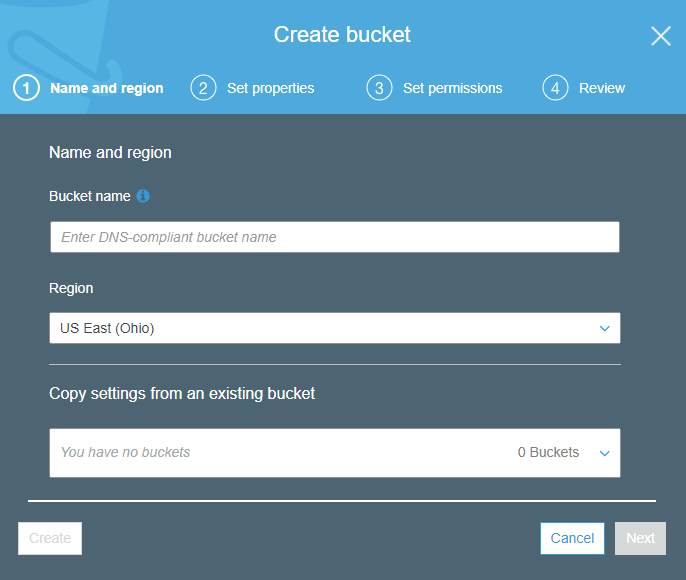 Create bucket
1 Name and region 2 Set properties 3 Set permissions 4 Review
Name and region
Bucket name i
Enter DNS-compliant bucket name
Region
US East (Ohio)
Copy settings from an existing bucket
You have no buckets 0 Buckets
Create Cancel Next